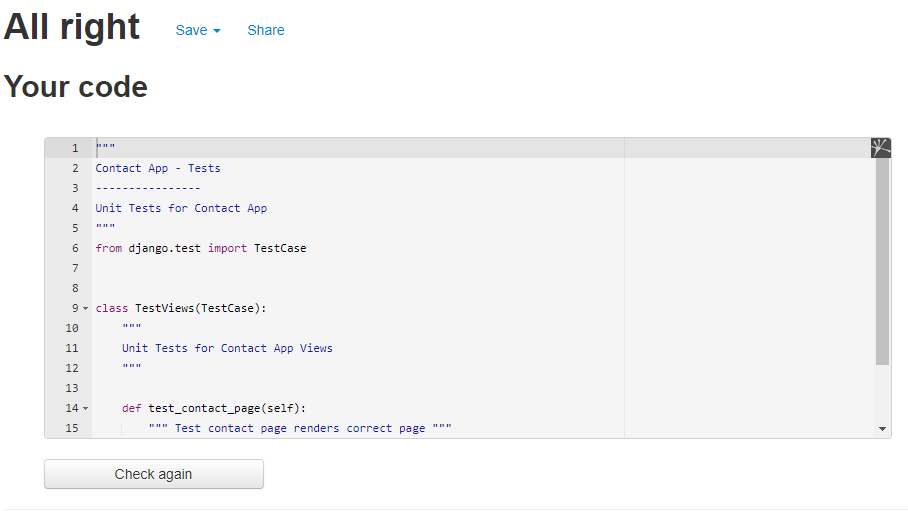 All right
Save
Share
Your code
1 """
2 Contact App - Tests
3 ----------------
4 Unit Tests for Contact App
5 """
6 from django.test import TestCase
7
8
9 class TestViews(TestCase):
10 """
11 Unit Tests for Contact App Views
12 """
13
14 def test_contact_page(self):
15 """ Test contact page renders correct page """
Check again